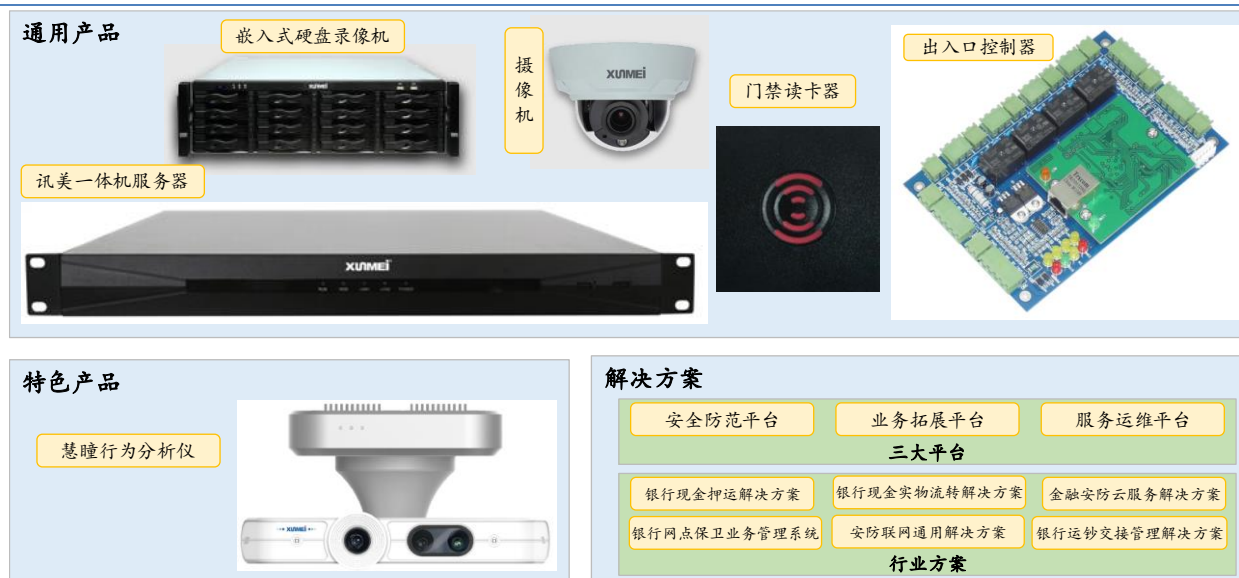 通用产品
嵌入式硬盘录像机
XUNMEI
摄像机
XUNMEI
门禁读卡器
出入口控制器
讯美一体机服务器
XUNMEI
特色产品
慧瞳行为分析仪
XUNMEI
解决方案
安全防范平台 业务拓展平台 服务运维平台
三大平台
银行现金押运解决方案 银行现金实物流转解决方案 金融安防云服务解决方案
银行网点保卫业务管理系统 安防联网通用解决方案 银行运钞交接管理解决方案
行业方案